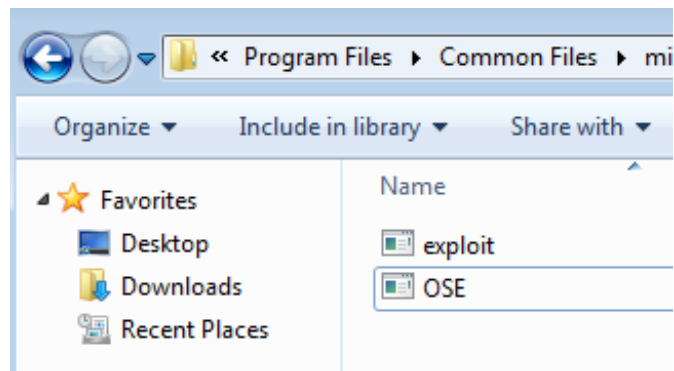 « Program Files ▸ Common Files ▸ mi
Organize ▾ Include in library ▾ Share with ▾
Favorites
Desktop
Downloads
Recent Places
Name
exploit
OSE